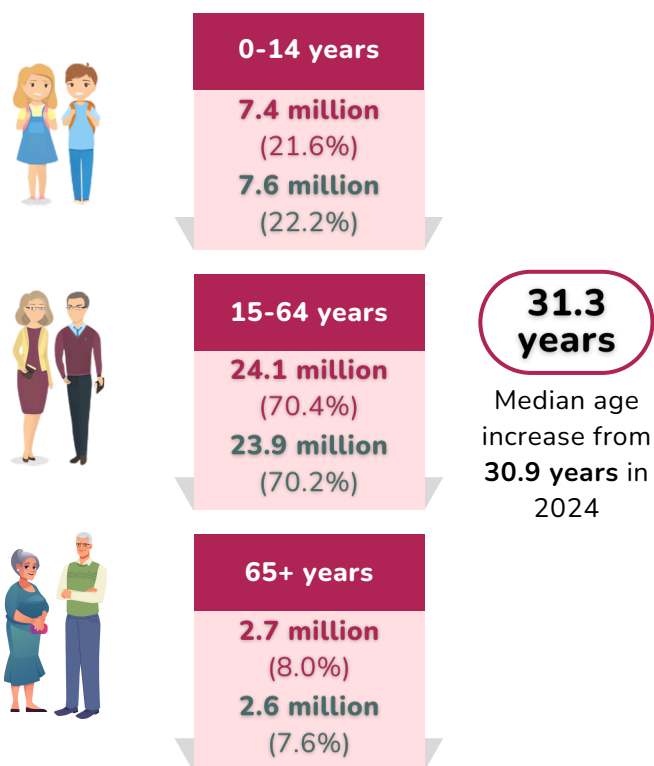 0-14 years
7.4 million
(21.6%)
7.6 million
(22.2%)
15-64 years
24.1 million
(70.4%)
23.9 million
(70.2%)
31.3
years
Median age
increase from
30.9 years in
2024
65+ years
2.7 million
(8.0%)
2.6 million
(7.6%)